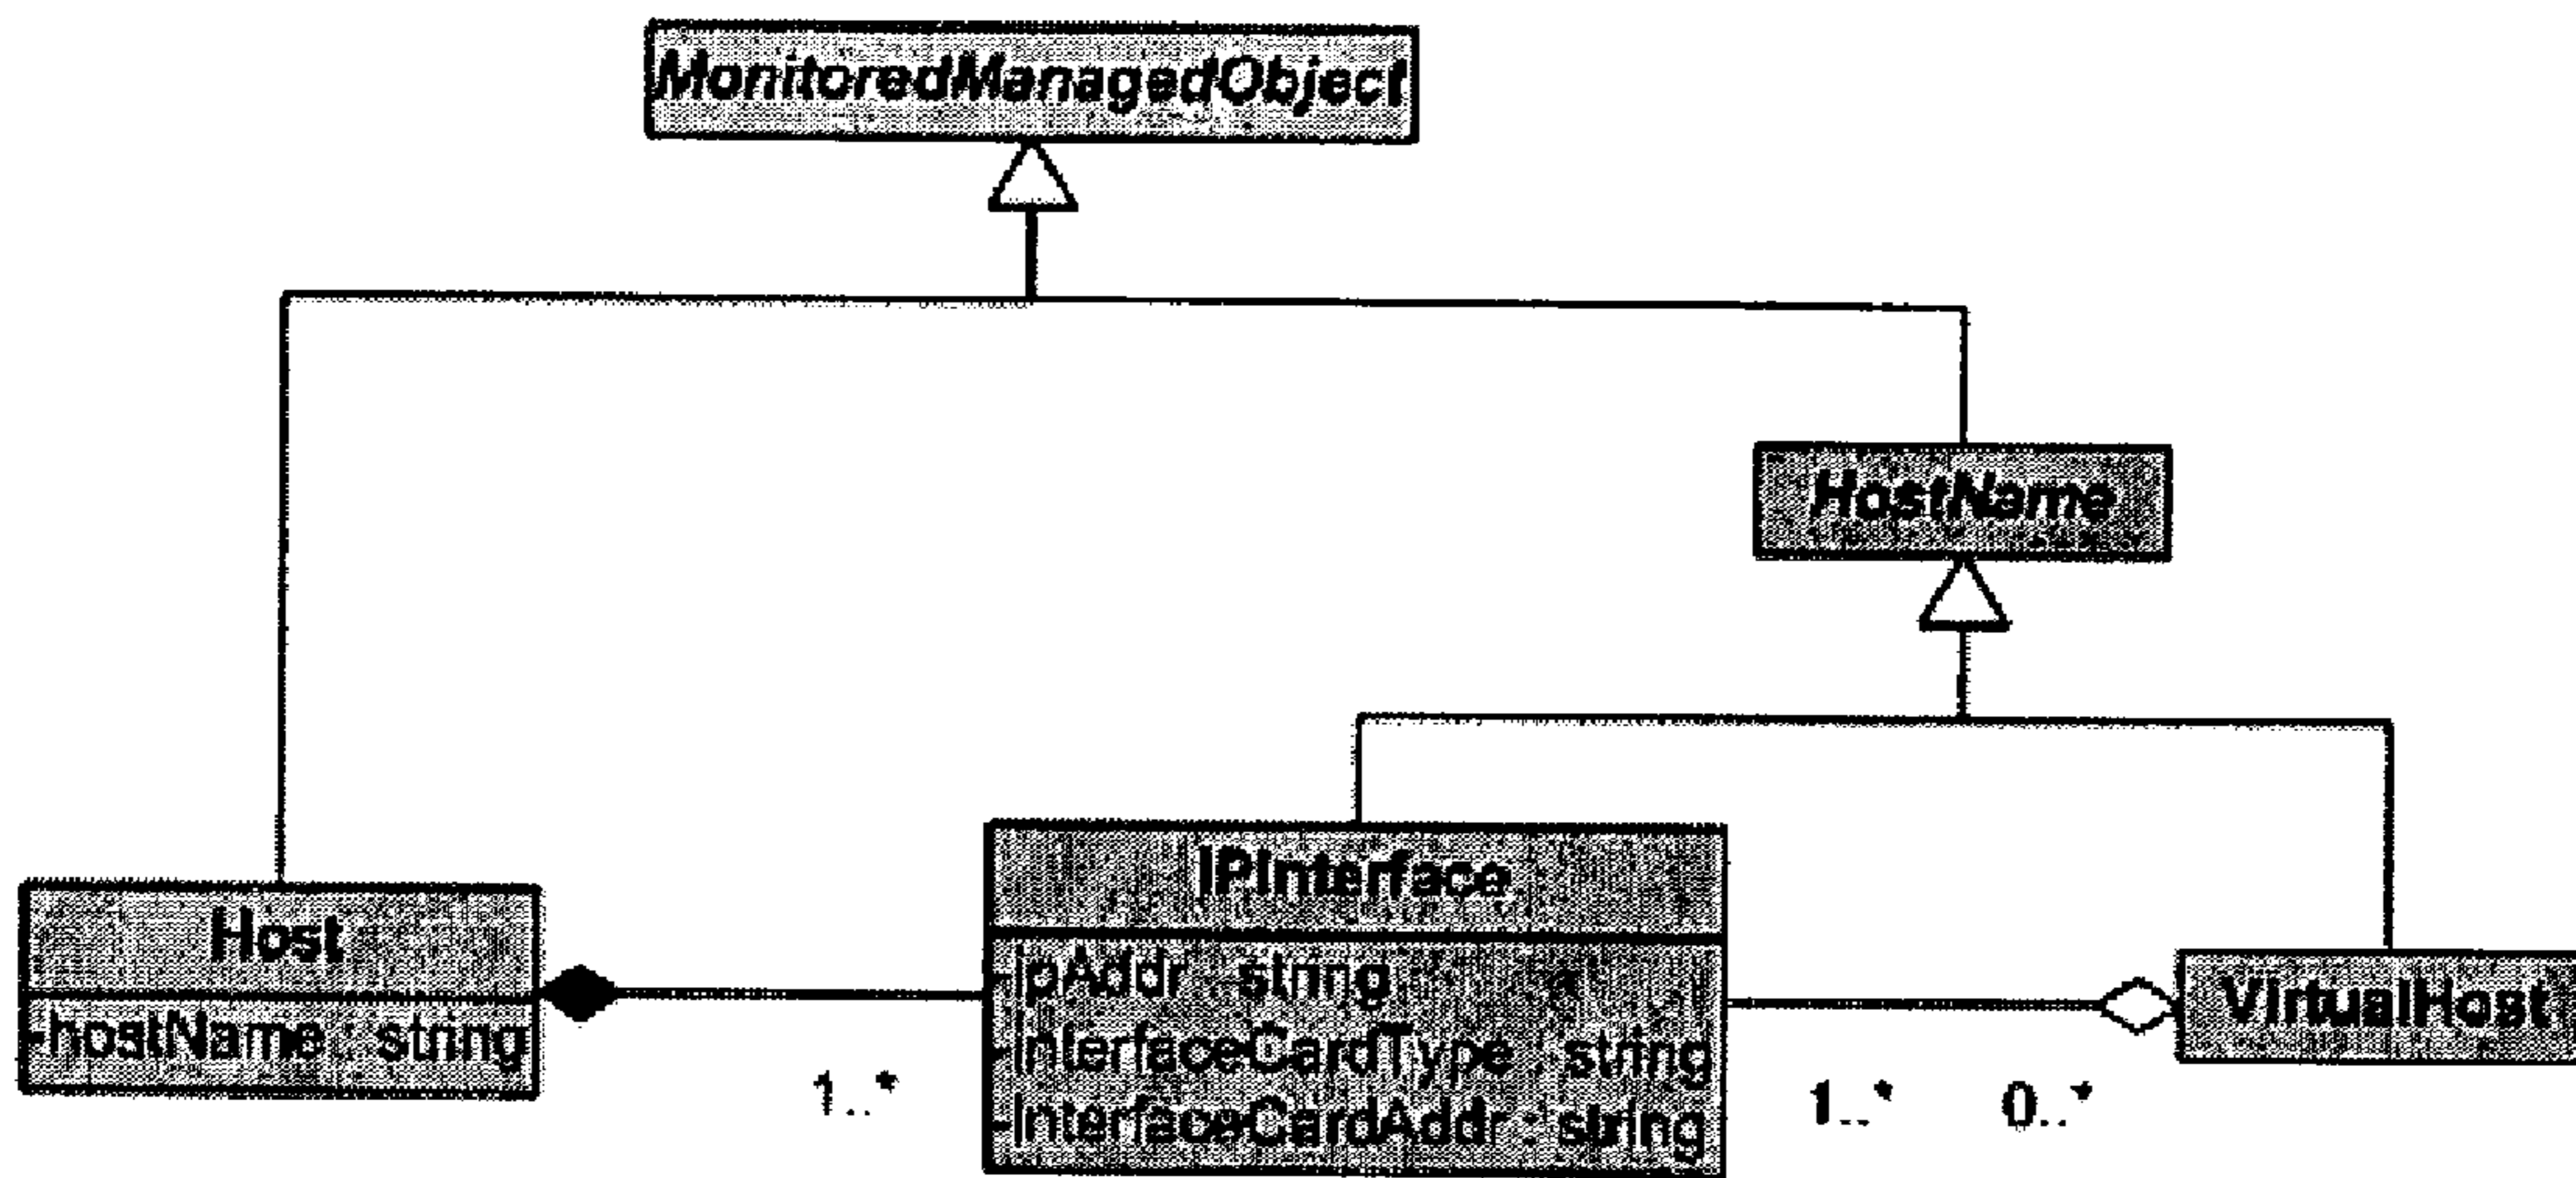 MonitoredManagedObject
HostName
IPInterface
Host
-ipAddr : string
-hostName : string
-interfaceCardType : string
-interfaceCardAddr : string
VirtualHost
1..*
1..*
0..*